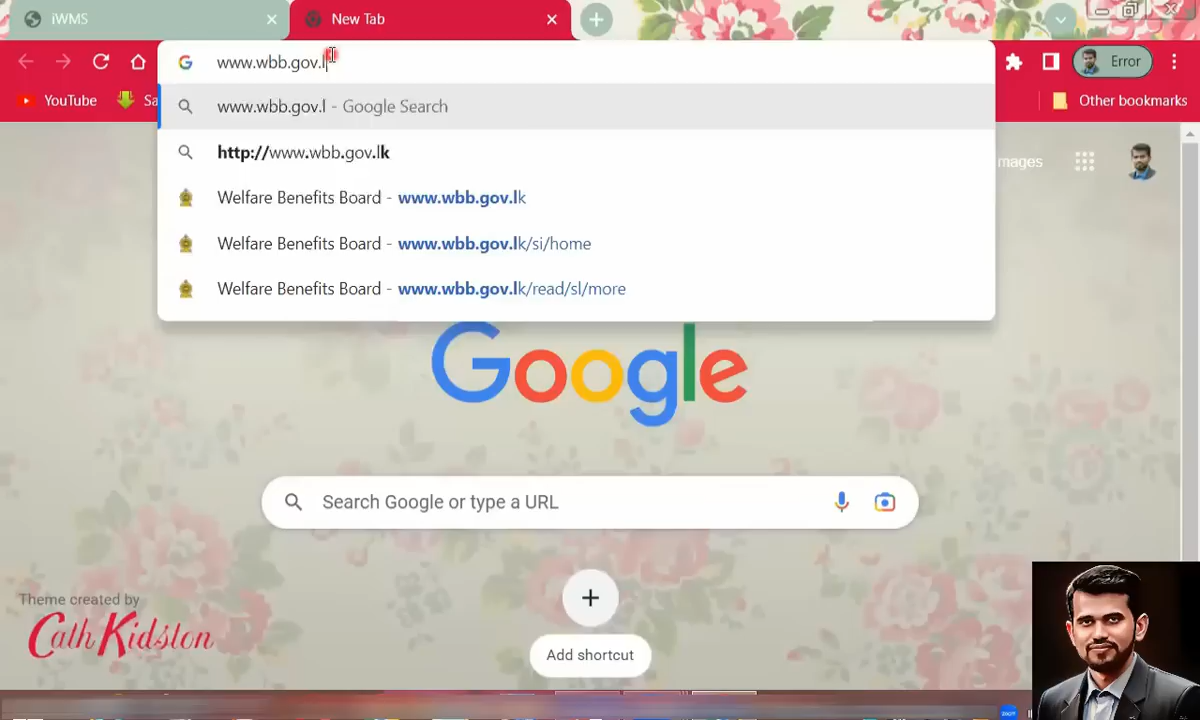 iWMS
New Tab
www.wbb.gov.l
Error
YouTube
Sa
Other bookmarks
www.wbb.gov.l - Google Search
http://www.wbb.gov.lk
Welfare Benefits Board - www.wbb.gov.lk
Welfare Benefits Board - www.wbb.gov.lk/si/home
Welfare Benefits Board - www.wbb.gov.lk/read/sl/more
mages
Google
Search Google or type a URL
Theme created by
Cath Kidston
Add shortcut